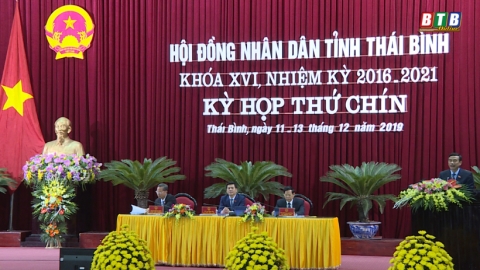 BTB
HỘI ĐỒNG NHÂN DÂN TỈNH THÁI BÌNH
KHÓA XVI, NHIỆM KỲ 2016-2021
KỲ HỌP THỨ CHÍN
Thái Bình, ngày 11-13 tháng 12 năm 2019